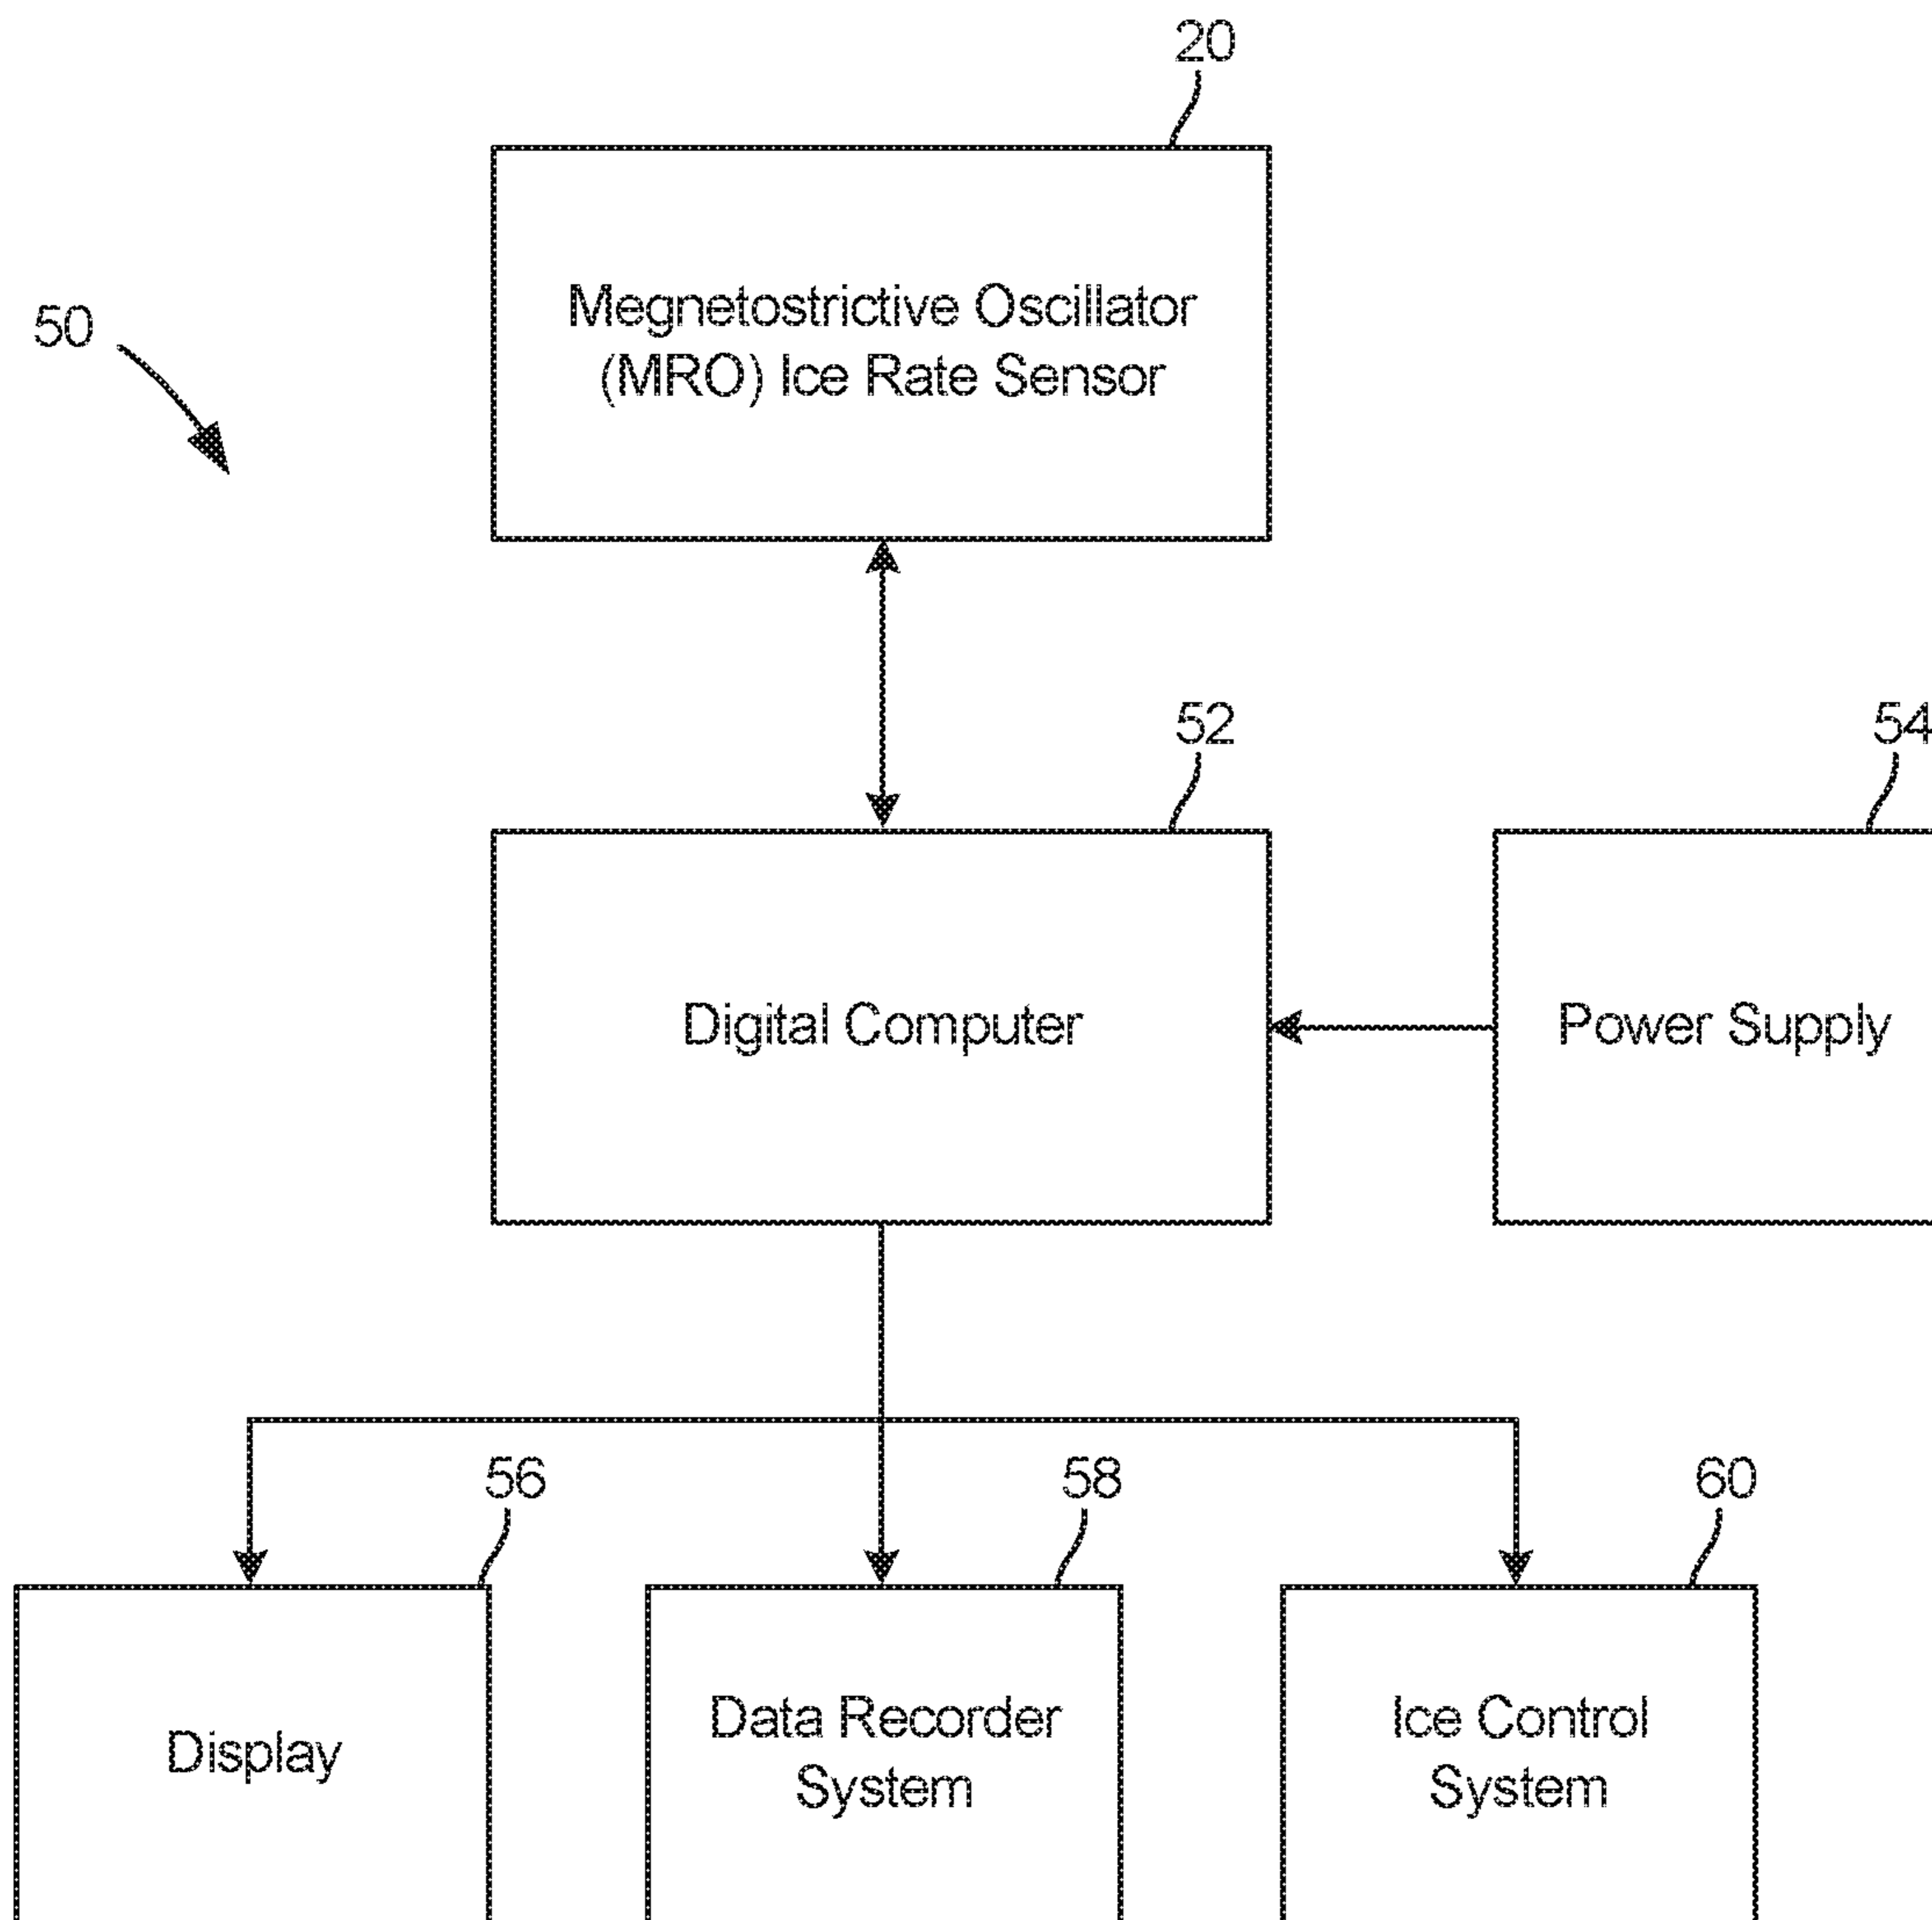 20
Megnetostrictive Oscillator
(MRO) Ice Rate Sensor
50
52
54
Digital Computer
Power Supply
56
58
60
Display
Data Recorder
System
Ice Control
System